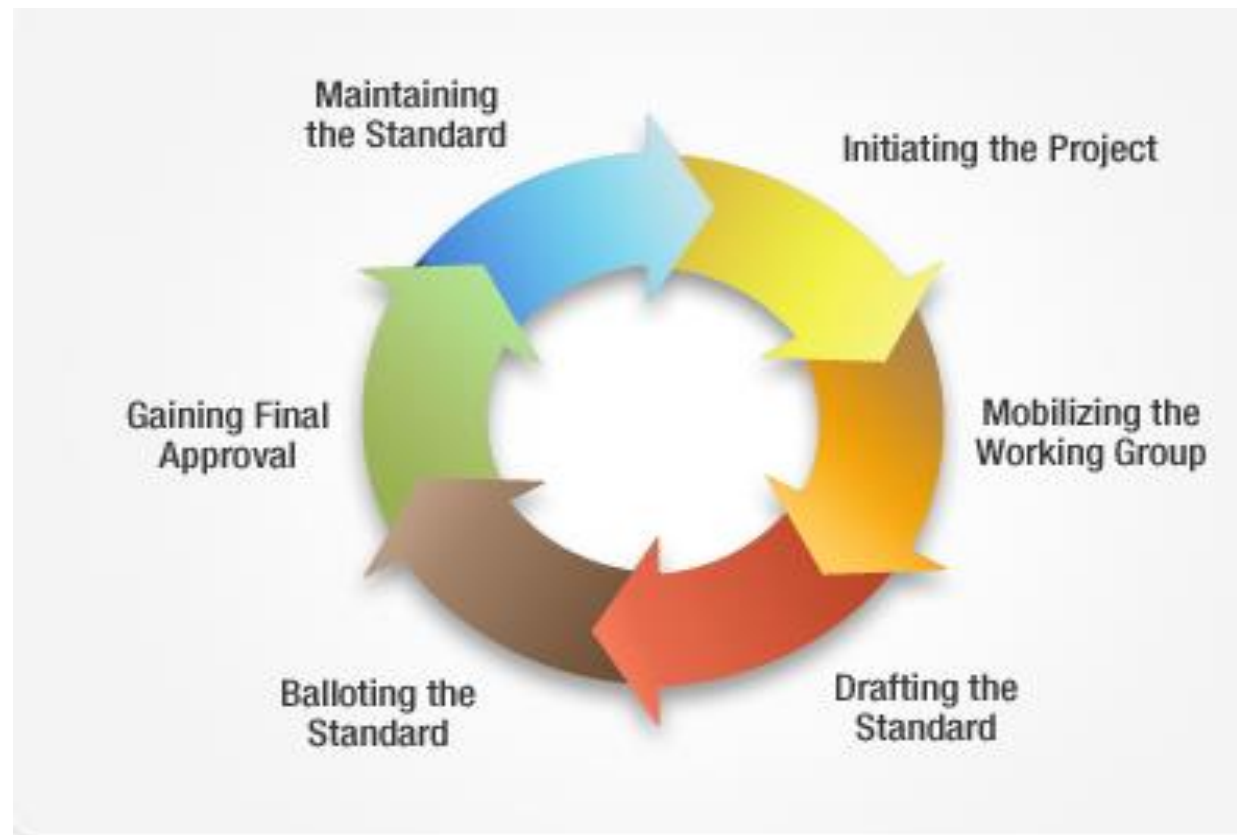 Maintaining
the Standard
Initiating the Project
Mobilizing the
Working Group
Drafting the
Standard
Balloting the
Standard
Gaining Final
Approval